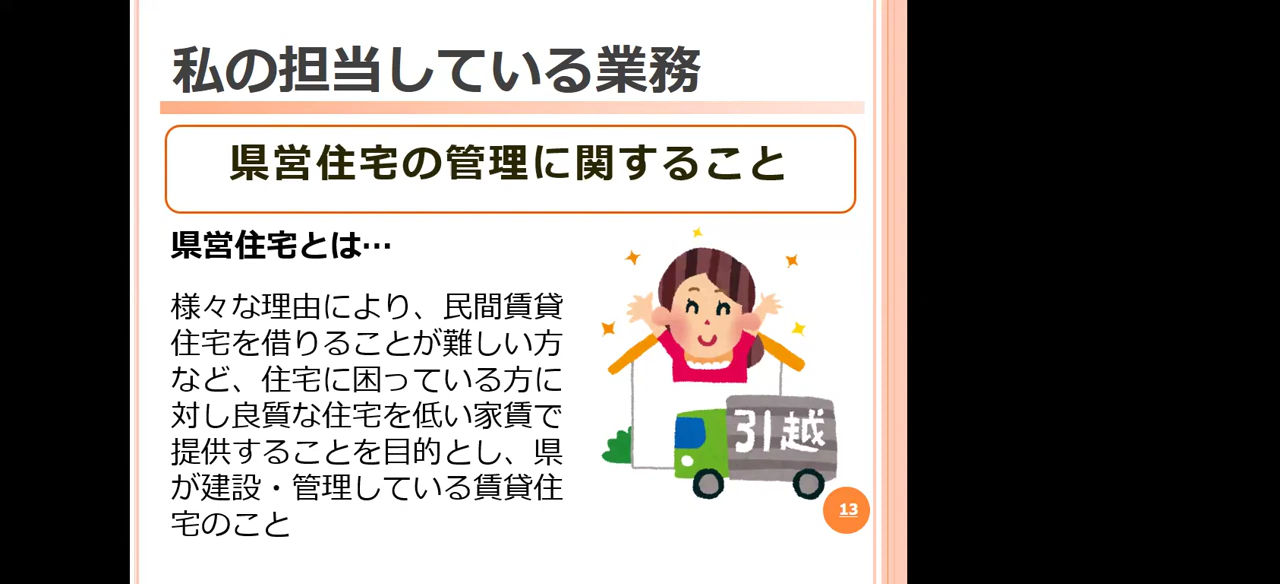 私の担当している業務
県営住宅の管理に関すること
県営住宅とは…
様々な理由により、民間賃貸
住宅を借りることが難しい方
など、住宅に困っている方に
対し良質な住宅を低い家賃で
提供することを目的とし、県
が建設・管理している賃貸住
宅のこと
引越
13